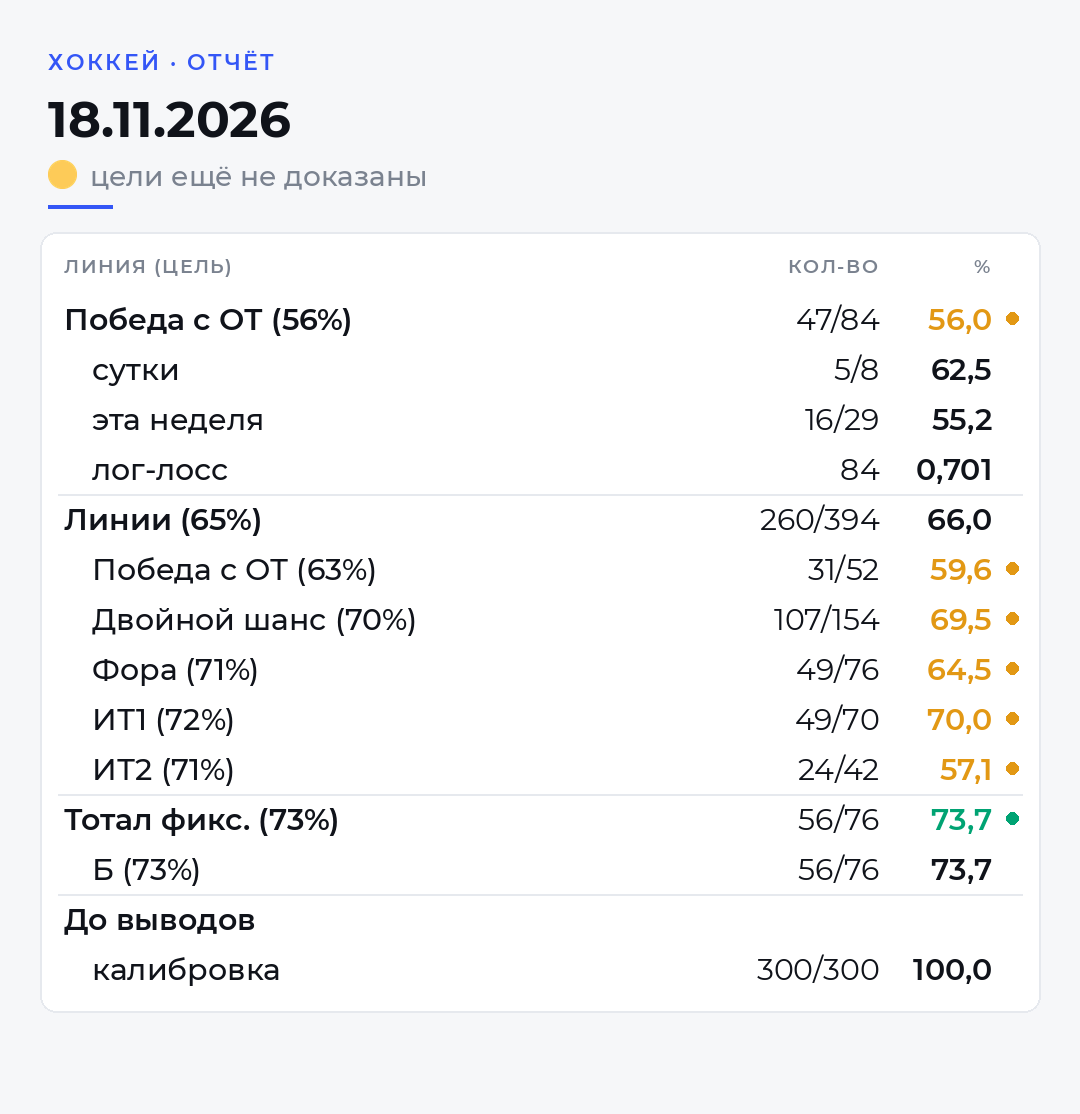 ХОККЕЙ · ОТЧЁТ
18.11.2026
цели ещё не доказаны
ЛИНИЯ (ЦЕЛЬ) КОЛ-ВО %
Победа с ОТ (56%) 47/84 56,0
сутки 5/8 62,5
эта неделя 16/29 55,2
лог-лосс 84 0,701
Линии (65%) 260/394 66,0
Победа с ОТ (63%) 31/52 59,6
Двойной шанс (70%) 107/154 69,5
Фора (71%) 49/76 64,5
ИТ1 (72%) 49/70 70,0
ИТ2 (71%) 24/42 57,1
Тотал фикс. (73%) 56/76 73,7
Б (73%) 56/76 73,7
До выводов
калибровка 300/300 100,0